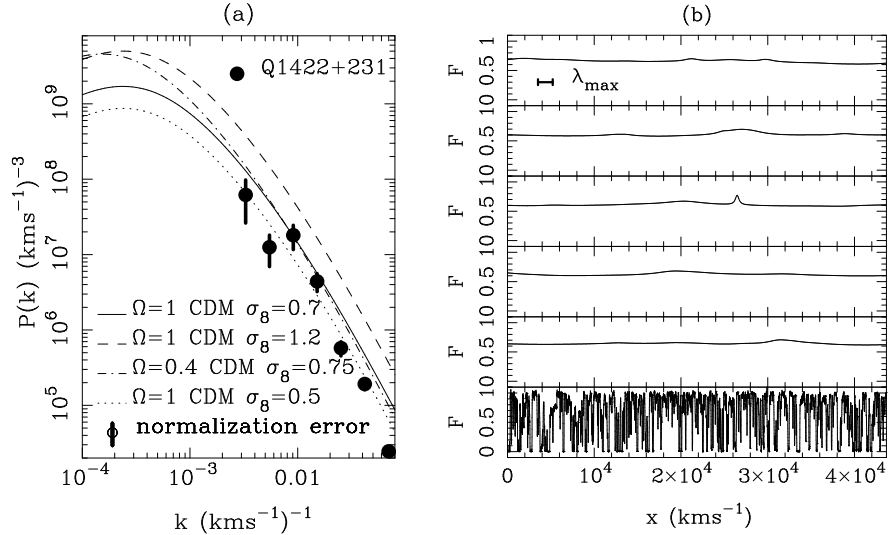 (a)
(b)
Q1422+231
P(k) (kms⁻¹)⁻³
10⁹
10⁸
10⁷
10⁶
10⁵
Ω=1 CDM σ₈=0.7
Ω=1 CDM σ₈=1.2
Ω=0.4 CDM σ₈=0.75
Ω=1 CDM σ₈=0.5
normalization error
10⁻⁴
10⁻³
0.01
k (kms⁻¹)⁻¹
F
0
0.5
1
λmax
F
0
0.5
1
F
0
0.5
1
F
0
0.5
1
F
0
0.5
1
F
0
0.5
1
0
10⁴
2×10⁴
3×10⁴
4×10⁴
x (kms⁻¹)